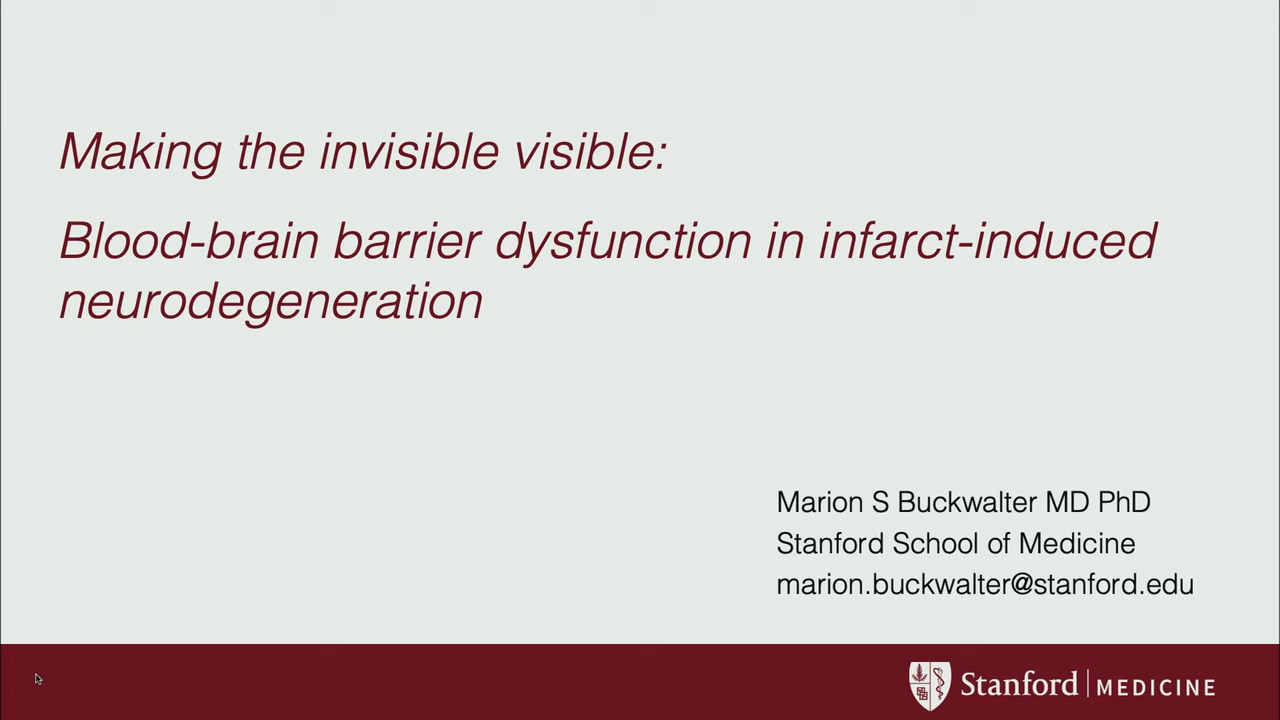 Making the invisible visible:
Blood-brain barrier dysfunction in infarct-induced
neurodegeneration
Marion S Buckwalter MD PhD
Stanford School of Medicine
marion.buckwalter@stanford.edu
Stanford | MEDICINE